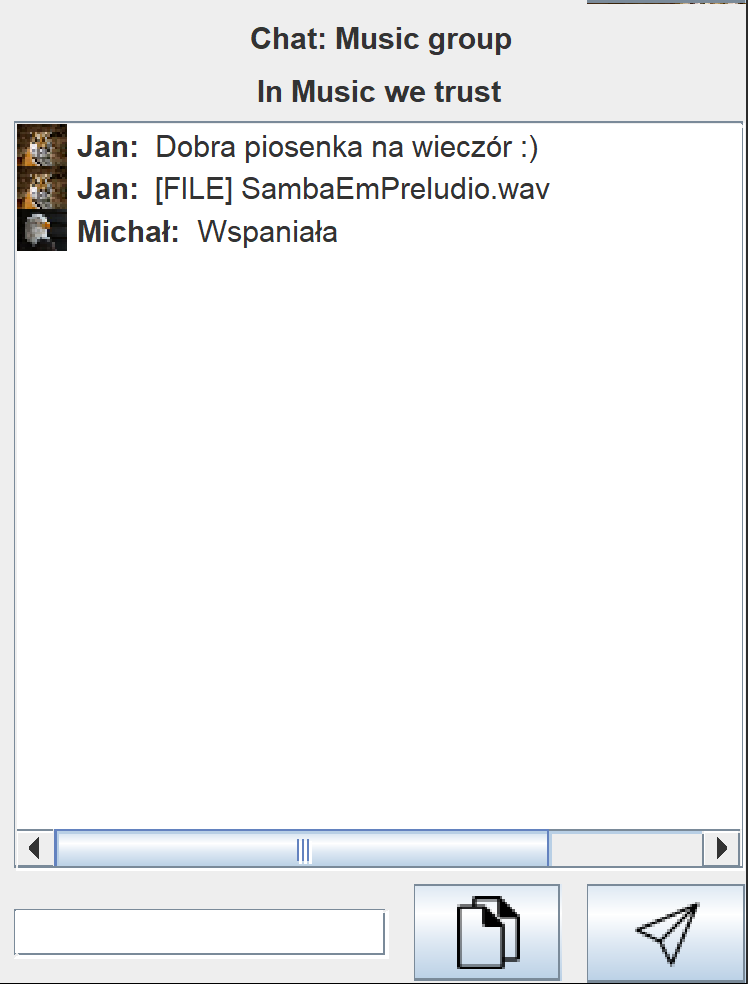 Chat: Music group
In Music we trust
Jan: Dobra piosenka na wieczór :)
Jan: [FILE] SambaEmPreludio.wav
Michał: Wspaniała